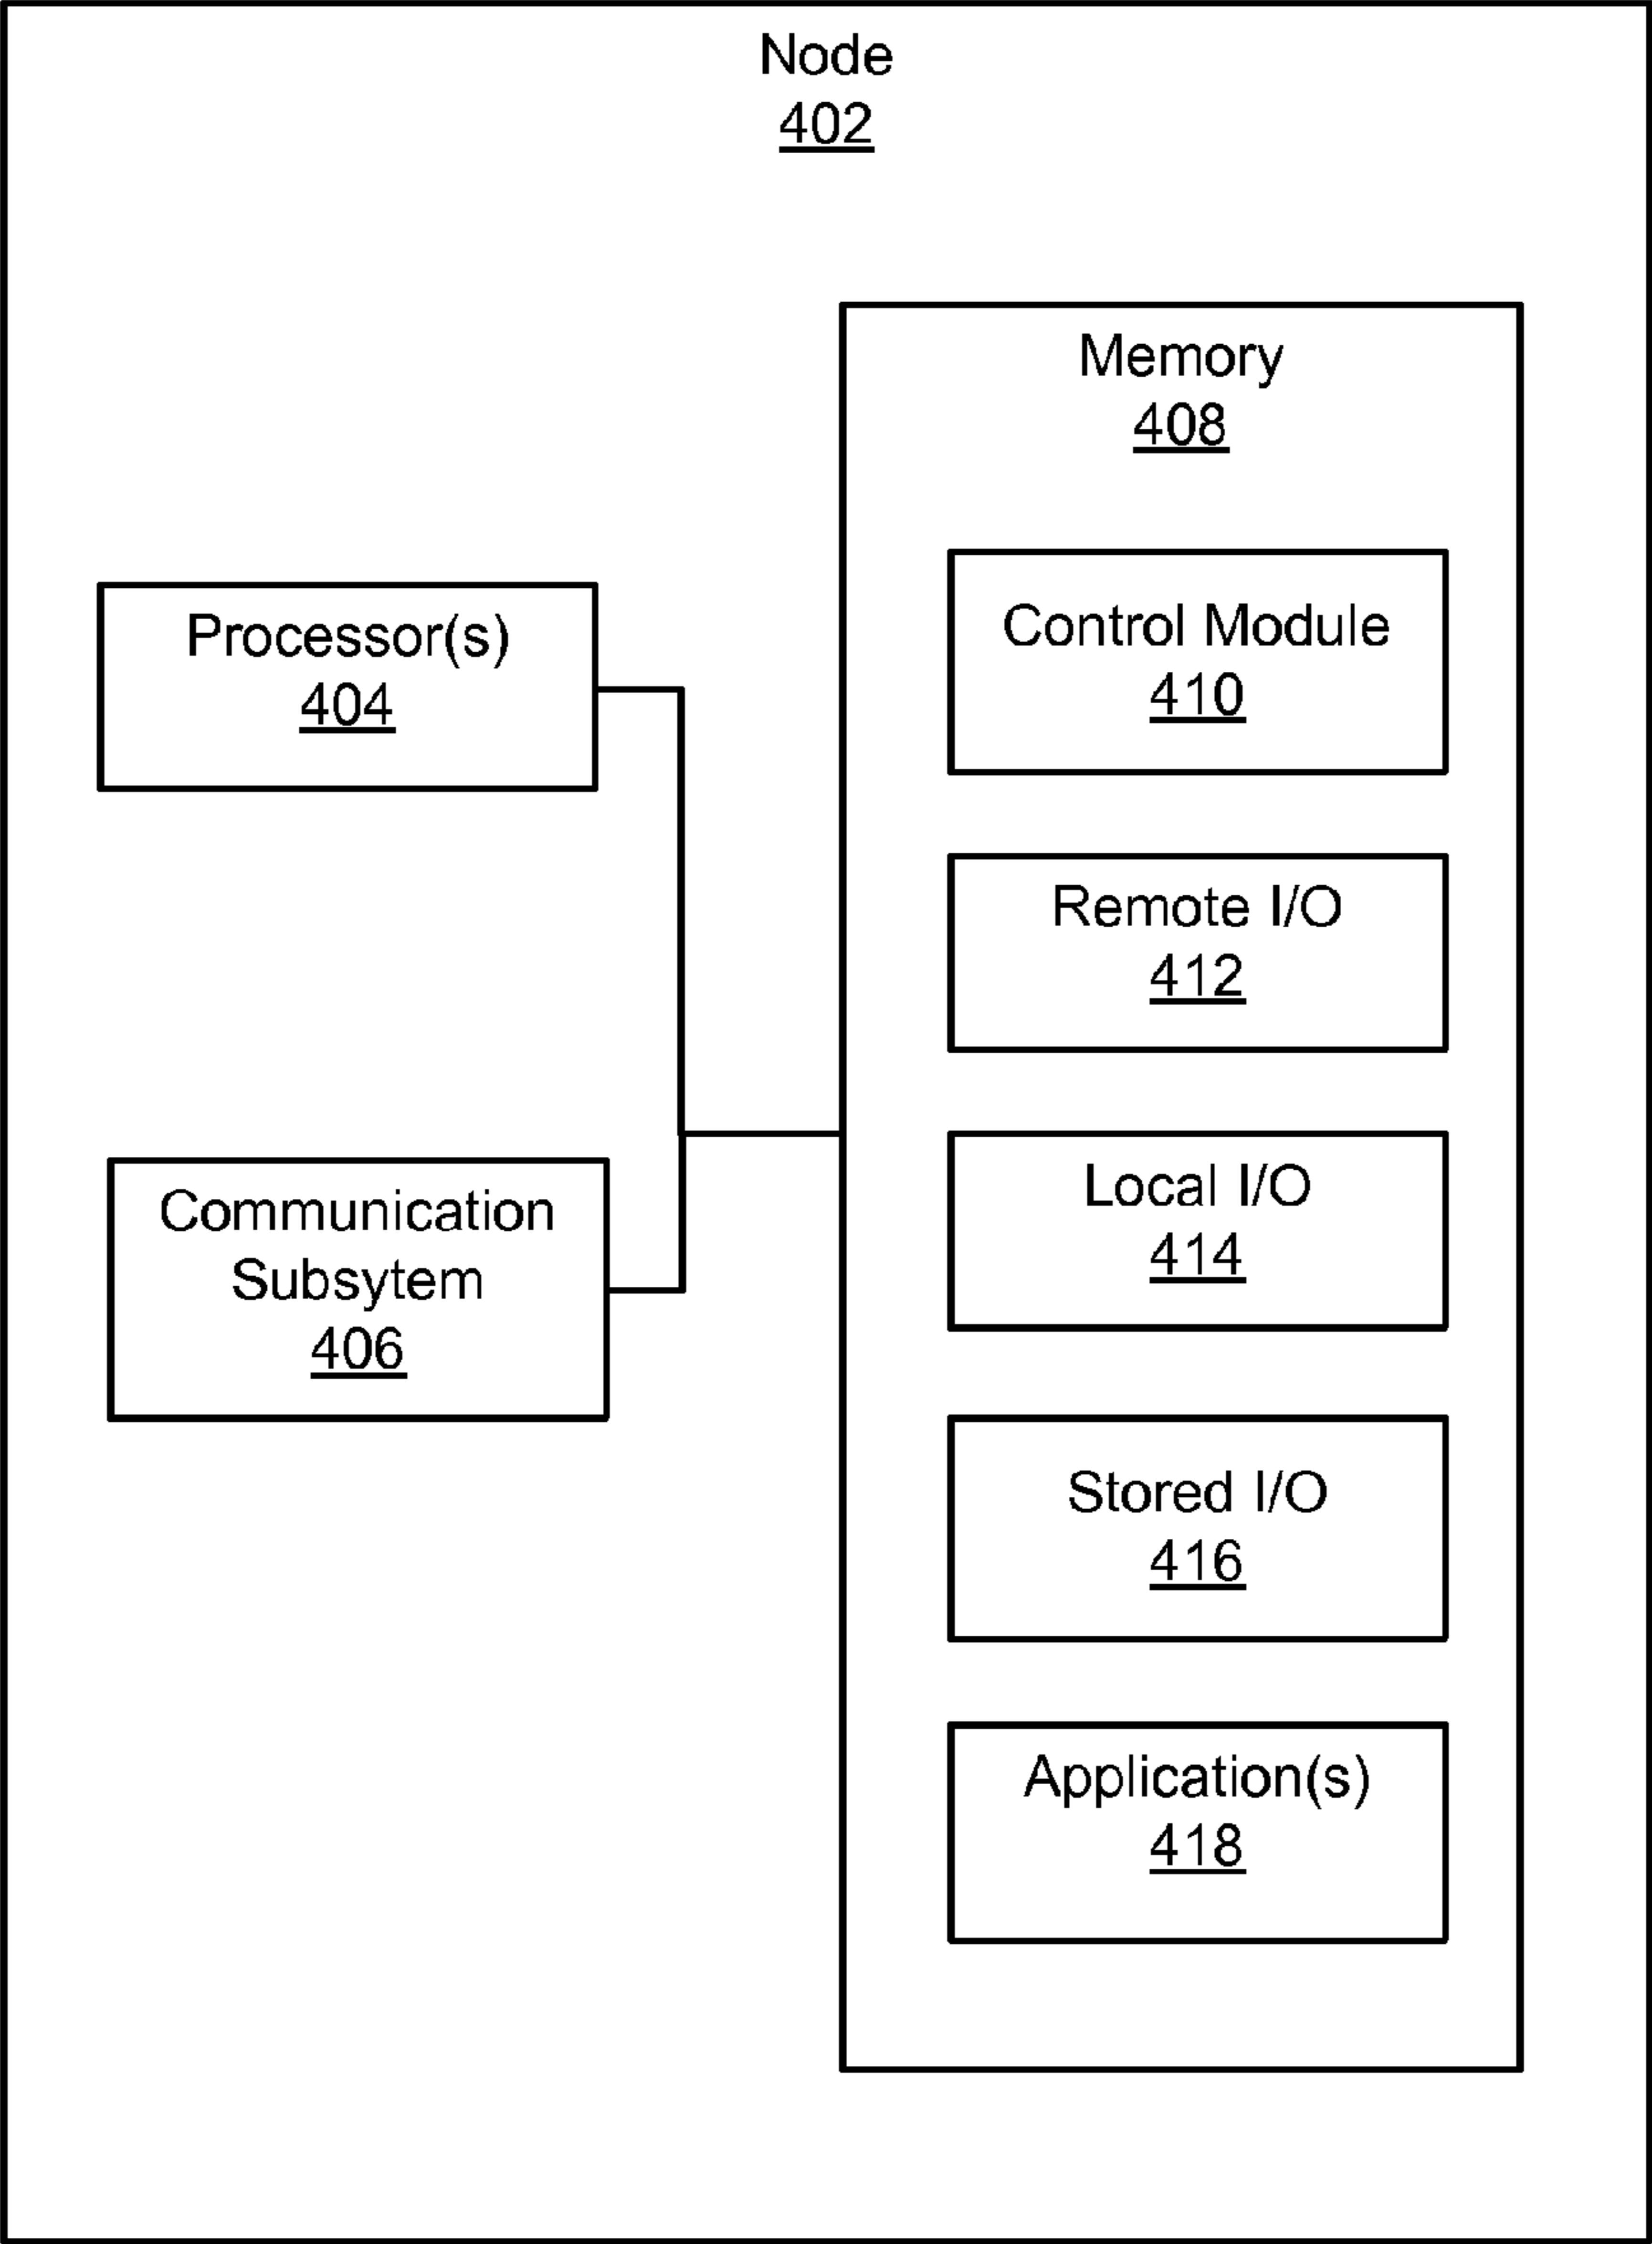 Node
402
Memory
408
Processor(s)
404
Communication
Subsytem
406
Control Module
410
Remote I/O
412
Local I/O
414
Stored I/O
416
Application(s)
418